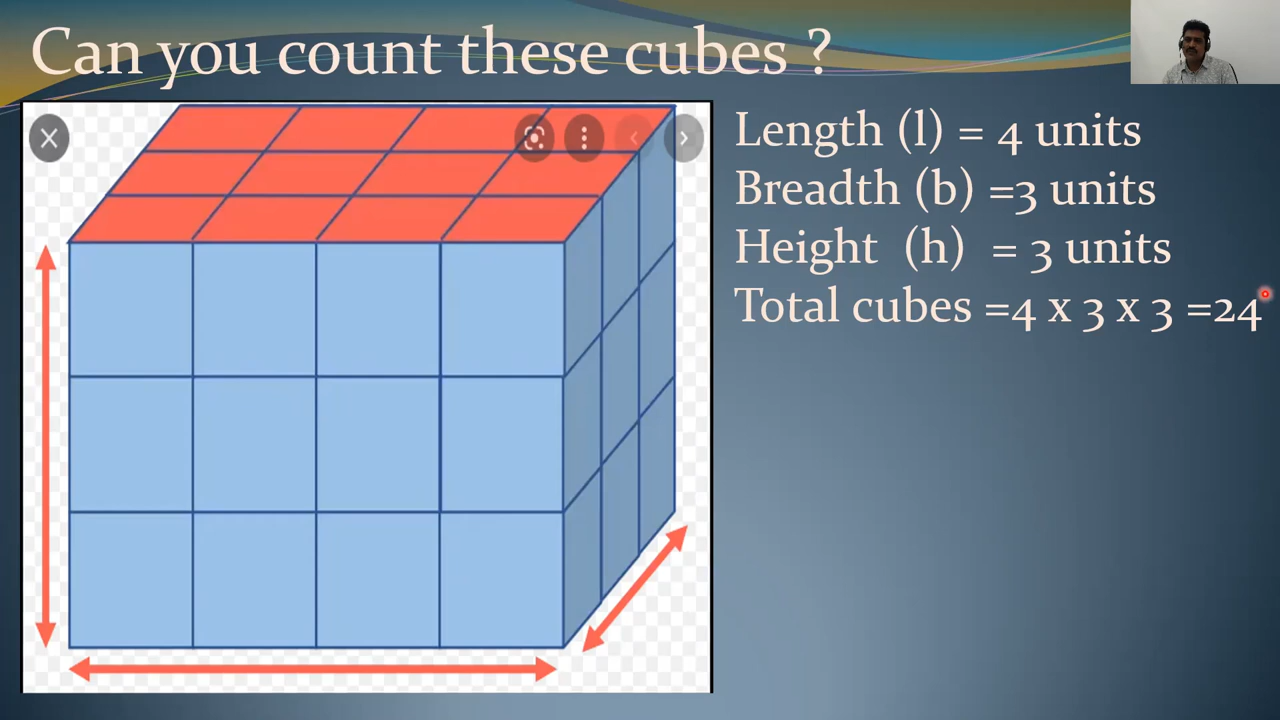 Can you count these cubes ?
Length (l) = 4 units
Breadth (b) =3 units
Height (h) = 3 units
Total cubes =4 x 3 x 3 =24